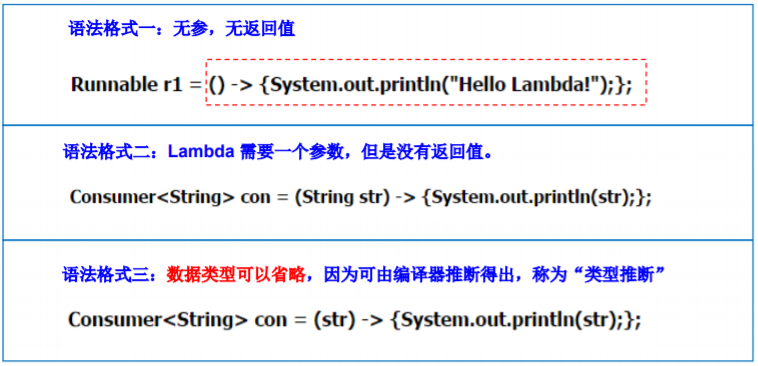 语法格式一：无参，无返回值
Runnable r1 = () -> {System.out.println("Hello Lambda!");};
语法格式二：Lambda 需要一个参数，但是没有返回值。
Consumer<String> con = (String str) -> {System.out.println(str);};
语法格式三：数据类型可以省略，因为可由编译器推断得出，称为“类型推断”
Consumer<String> con = (str) -> {System.out.println(str);};